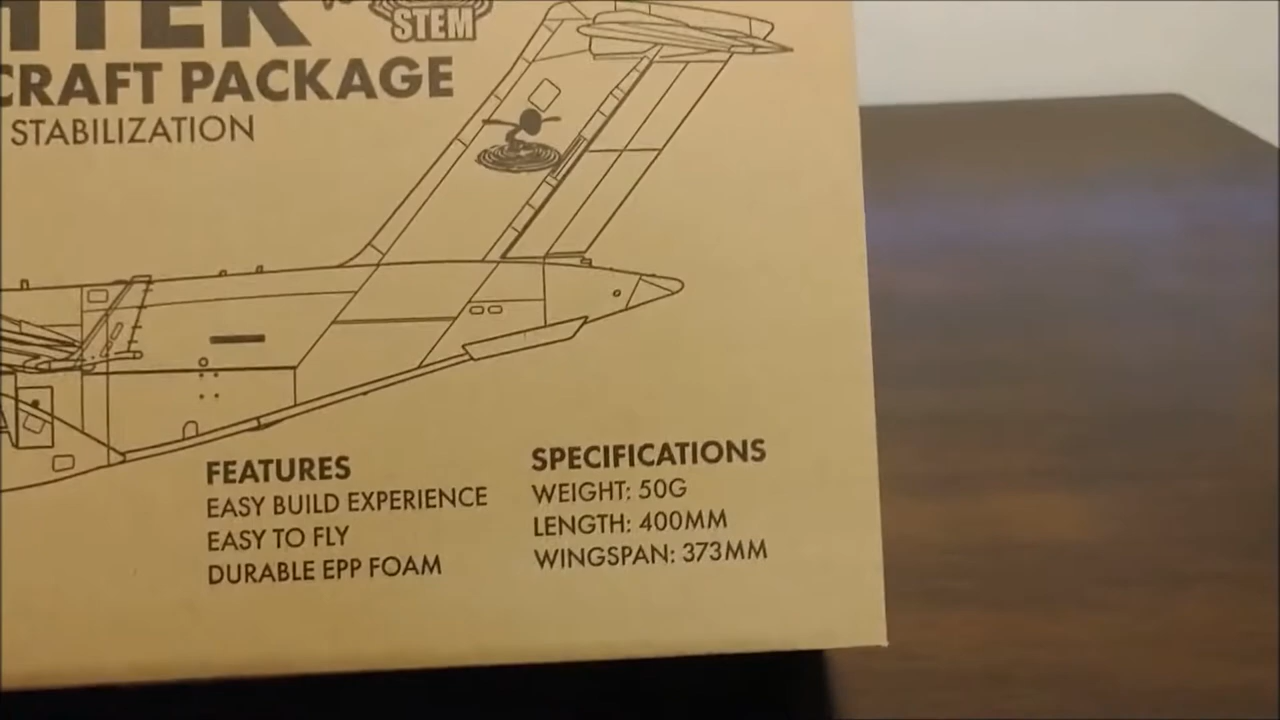 STEM
CRAFT PACKAGE
STABILIZATION
FEATURES
EASY BUILD EXPERIENCE
EASY TO FLY
DURABLE EPP FOAM
SPECIFICATIONS
WEIGHT: 50G
LENGTH: 400MM
WINGSPAN: 373MM